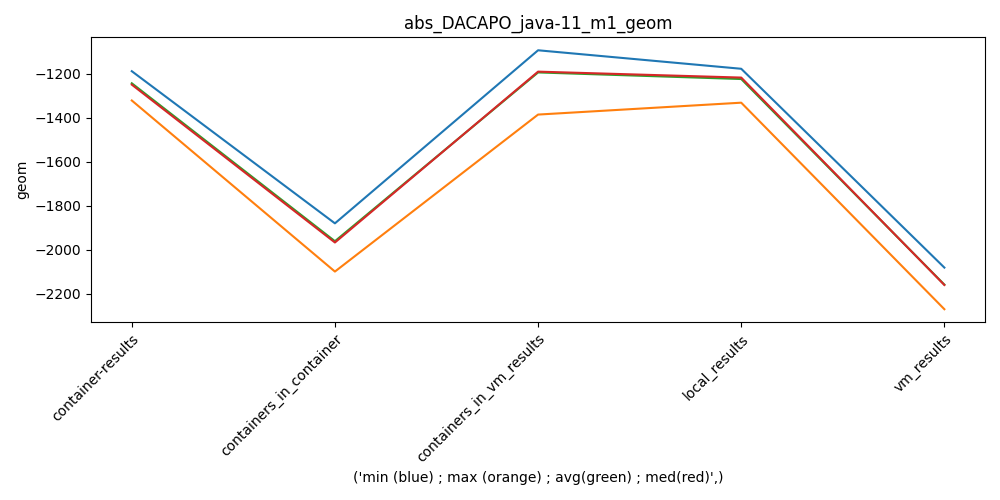 abs_DACAPO_java-11_m1_geom
geom
−1200
−1400
−1600
−1800
−2000
−2200
container-results
containers_in_container
containers_in_vm_results
local_results
vm_results
('min (blue) ; max (orange) ; avg(green) ; med(red)',)